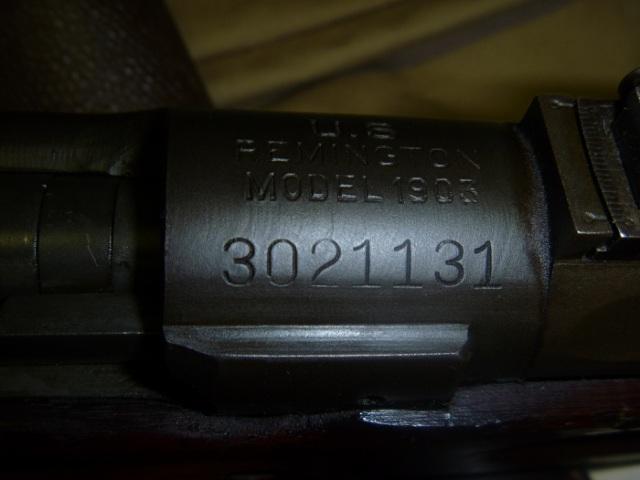 U.S
REMINGTON
MODEL 1903
3021131